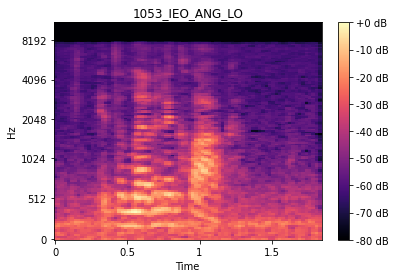 1053_IEO_ANG_LO
8192
4096
2048
1024
512
0
Hz
0
0.5
1
1.5
Time
+0 dB
-10 dB
-20 dB
-30 dB
-40 dB
-50 dB
-60 dB
-70 dB
-80 dB